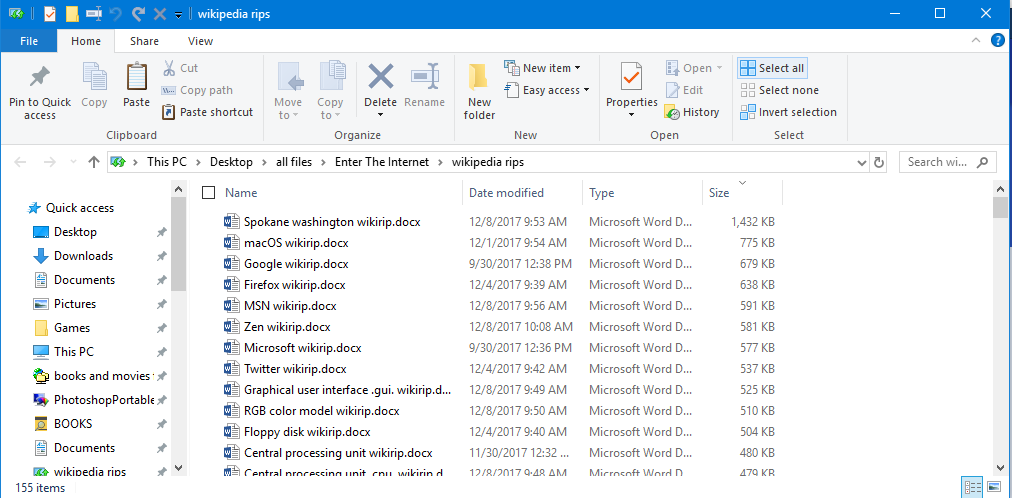 wikipedia rips
File Home Share View
Pin to Quick access
Copy
Paste
Cut
Copy path
Paste shortcut
Clipboard
Move to
Copy to
Delete
Rename
Organize
New folder
New item
Easy access
New
Properties
Open
Edit
History
Open
Select all
Select none
Invert selection
Select
This PC > Desktop > all files > Enter The Internet > wikipedia rips
Search wi...
Quick access
Desktop
Downloads
Documents
Pictures
Games
This PC
books and movies
PhotoshopPortable
BOOKS
Documents
wikipedia rips
Name Date modified Type Size
Spokane washington wikirip.docx 12/8/2017 9:53 AM Microsoft Word D... 1,432 KB
macOS wikirip.docx 12/1/2017 9:54 AM Microsoft Word D... 775 KB
Google wikirip.docx 9/30/2017 12:38 PM Microsoft Word D... 679 KB
Firefox wikirip.docx 12/4/2017 9:39 AM Microsoft Word D... 638 KB
MSN wikirip.docx 12/8/2017 9:56 AM Microsoft Word D... 591 KB
Zen wikirip.docx 12/8/2017 10:08 AM Microsoft Word D... 581 KB
Microsoft wikirip.docx 9/30/2017 12:36 PM Microsoft Word D... 577 KB
Twitter wikirip.docx 12/4/2017 9:42 AM Microsoft Word D... 537 KB
Graphical user interface .gui. wikirip.d... 12/8/2017 9:49 AM Microsoft Word D... 525 KB
RGB color model wikirip.docx 12/8/2017 9:50 AM Microsoft Word D... 510 KB
Floppy disk wikirip.docx 12/4/2017 9:40 AM Microsoft Word D... 504 KB
Central processing unit wikirip.docx 11/30/2017 12:32 ... Microsoft Word D... 480 KB
Central processing unit .cpu. wikirip.d... 12/8/2017 9:48 AM Microsoft Word D... 479 KB
155 items